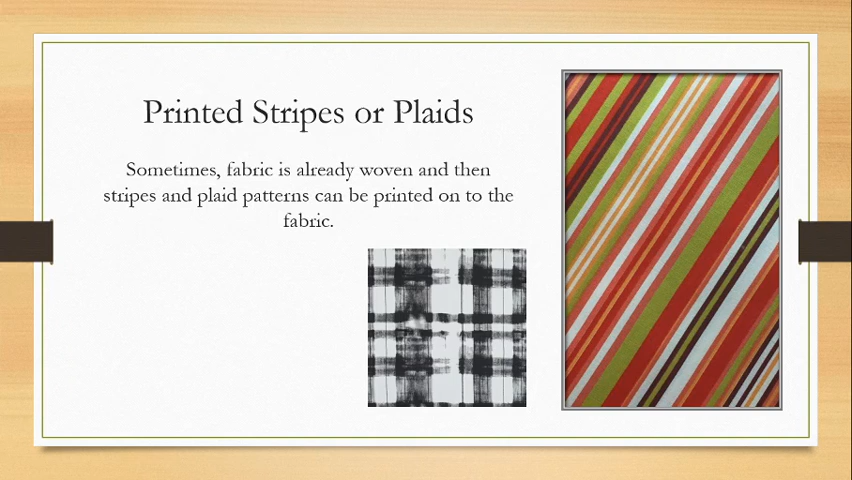 Printed Stripes or Plaids
Sometimes, fabric is already woven and then
stripes and plaid patterns can be printed on to the
fabric.